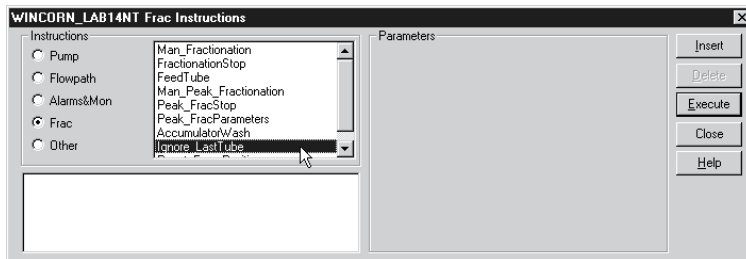 WINCORN_LAB14NT Frac Instructions
Instructions
Pump
Flowpath
Alarms&Mon
Frac
Other
Man_Fractionation
FractionationStop
FeedTube
Man_Peak_Fractionation
Peak_FracStop
Peak_FracParameters
AccumulatorWash
Ignore_LastTube
Parameters
Insert
Delete
Execute
Close
Help